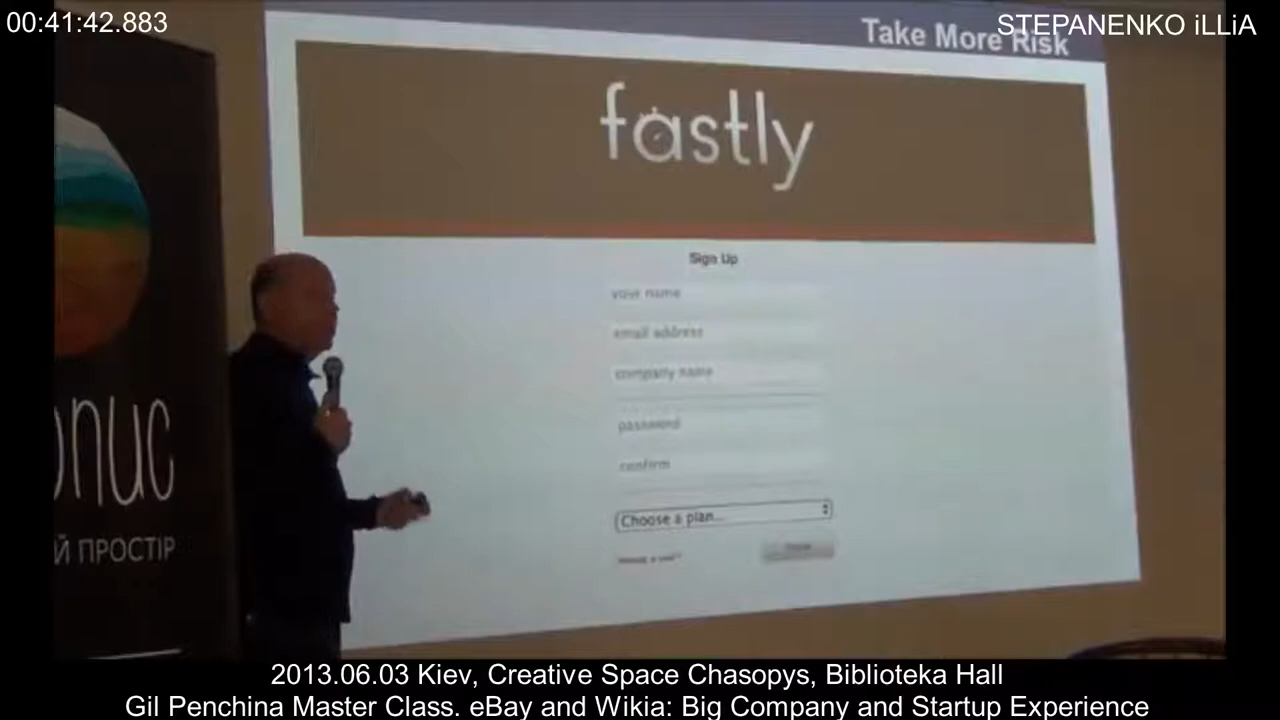 00:41:42.883
STEPANENKO iLLiA
Take More Risk
fastly
Sign Up
your name
email address
company name
password
confirm
Choose a plan...
опис
Й ПРОСТІР
2013.06.03 Kiev, Creative Space Chasopys, Biblioteka Hall
Gil Penchina Master Class. eBay and Wikia: Big Company and Startup Experience